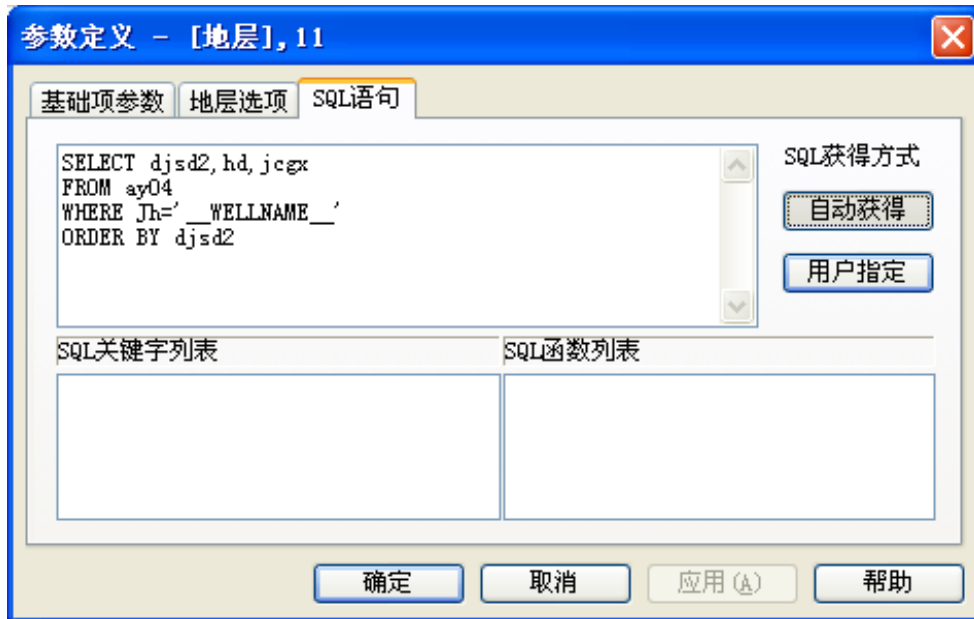 参数定义 - [地层],11
基础项参数 地层选项 SQL语句
SELECT djsd2,hd,jcgx
FROM ay04
WHERE Jh='__WELLNAME__'
ORDER BY djsd2
SQL获得方式
自动获得
用户指定
SQL关键字列表 SQL函数列表
确定 取消 应用(A) 帮助